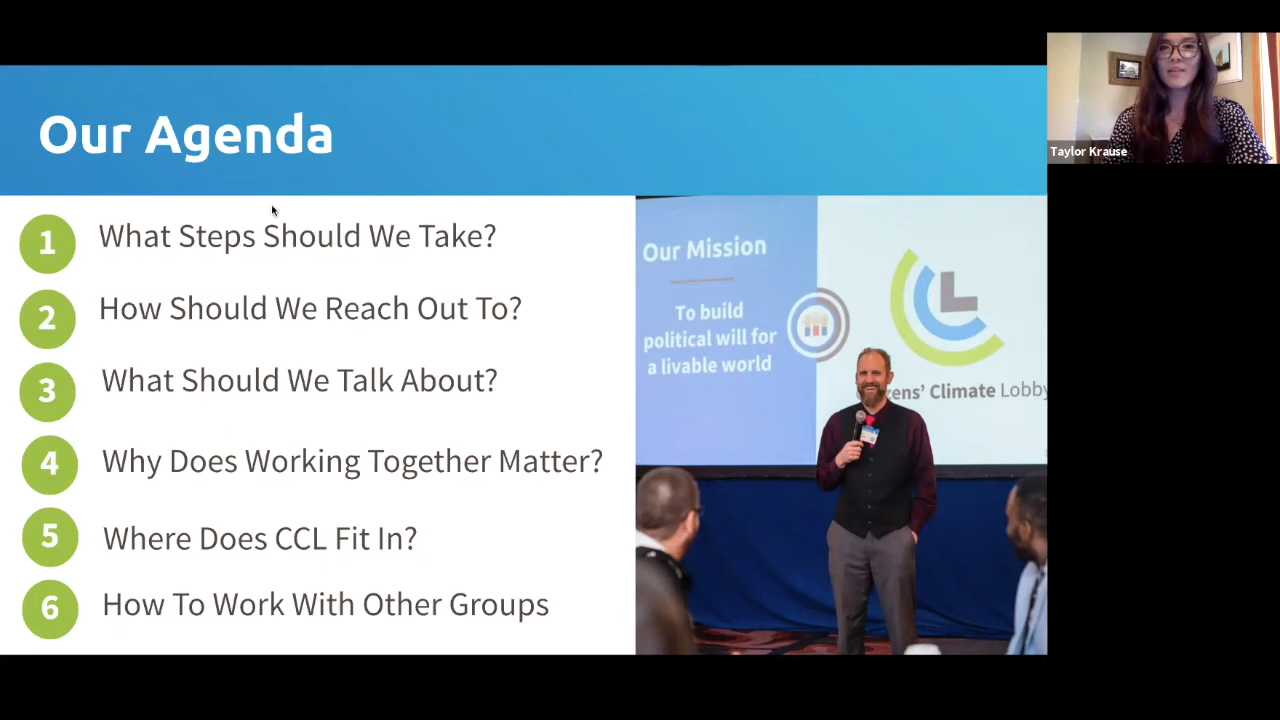 Our Agenda
1 What Steps Should We Take?
2 How Should We Reach Out To?
3 What Should We Talk About?
4 Why Does Working Together Matter?
5 Where Does CCL Fit In?
6 How To Work With Other Groups
Our Mission
To build
political will for
a livable world
Climate Lobby
Taylor Krause